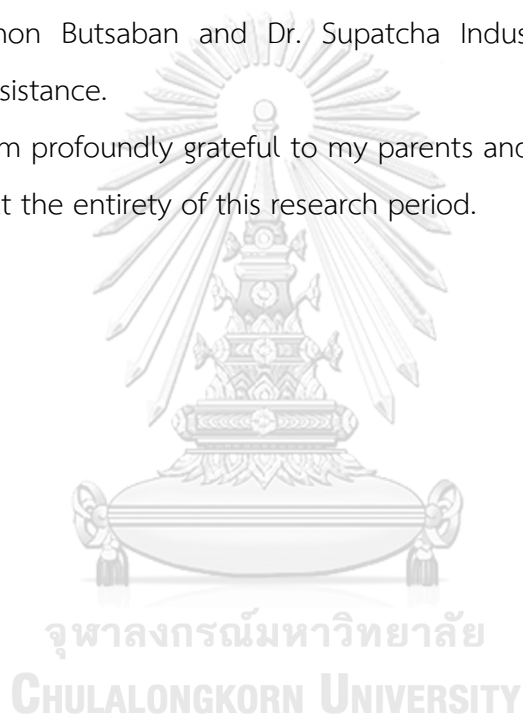 non Butsaban and Dr. Supatcha Indus
sistance.
m profoundly grateful to my parents and
t the entirety of this research period.
จุฬาลงกรณ์มหาวิทยาลัย
CHULALONGKORN UNIVERSITY